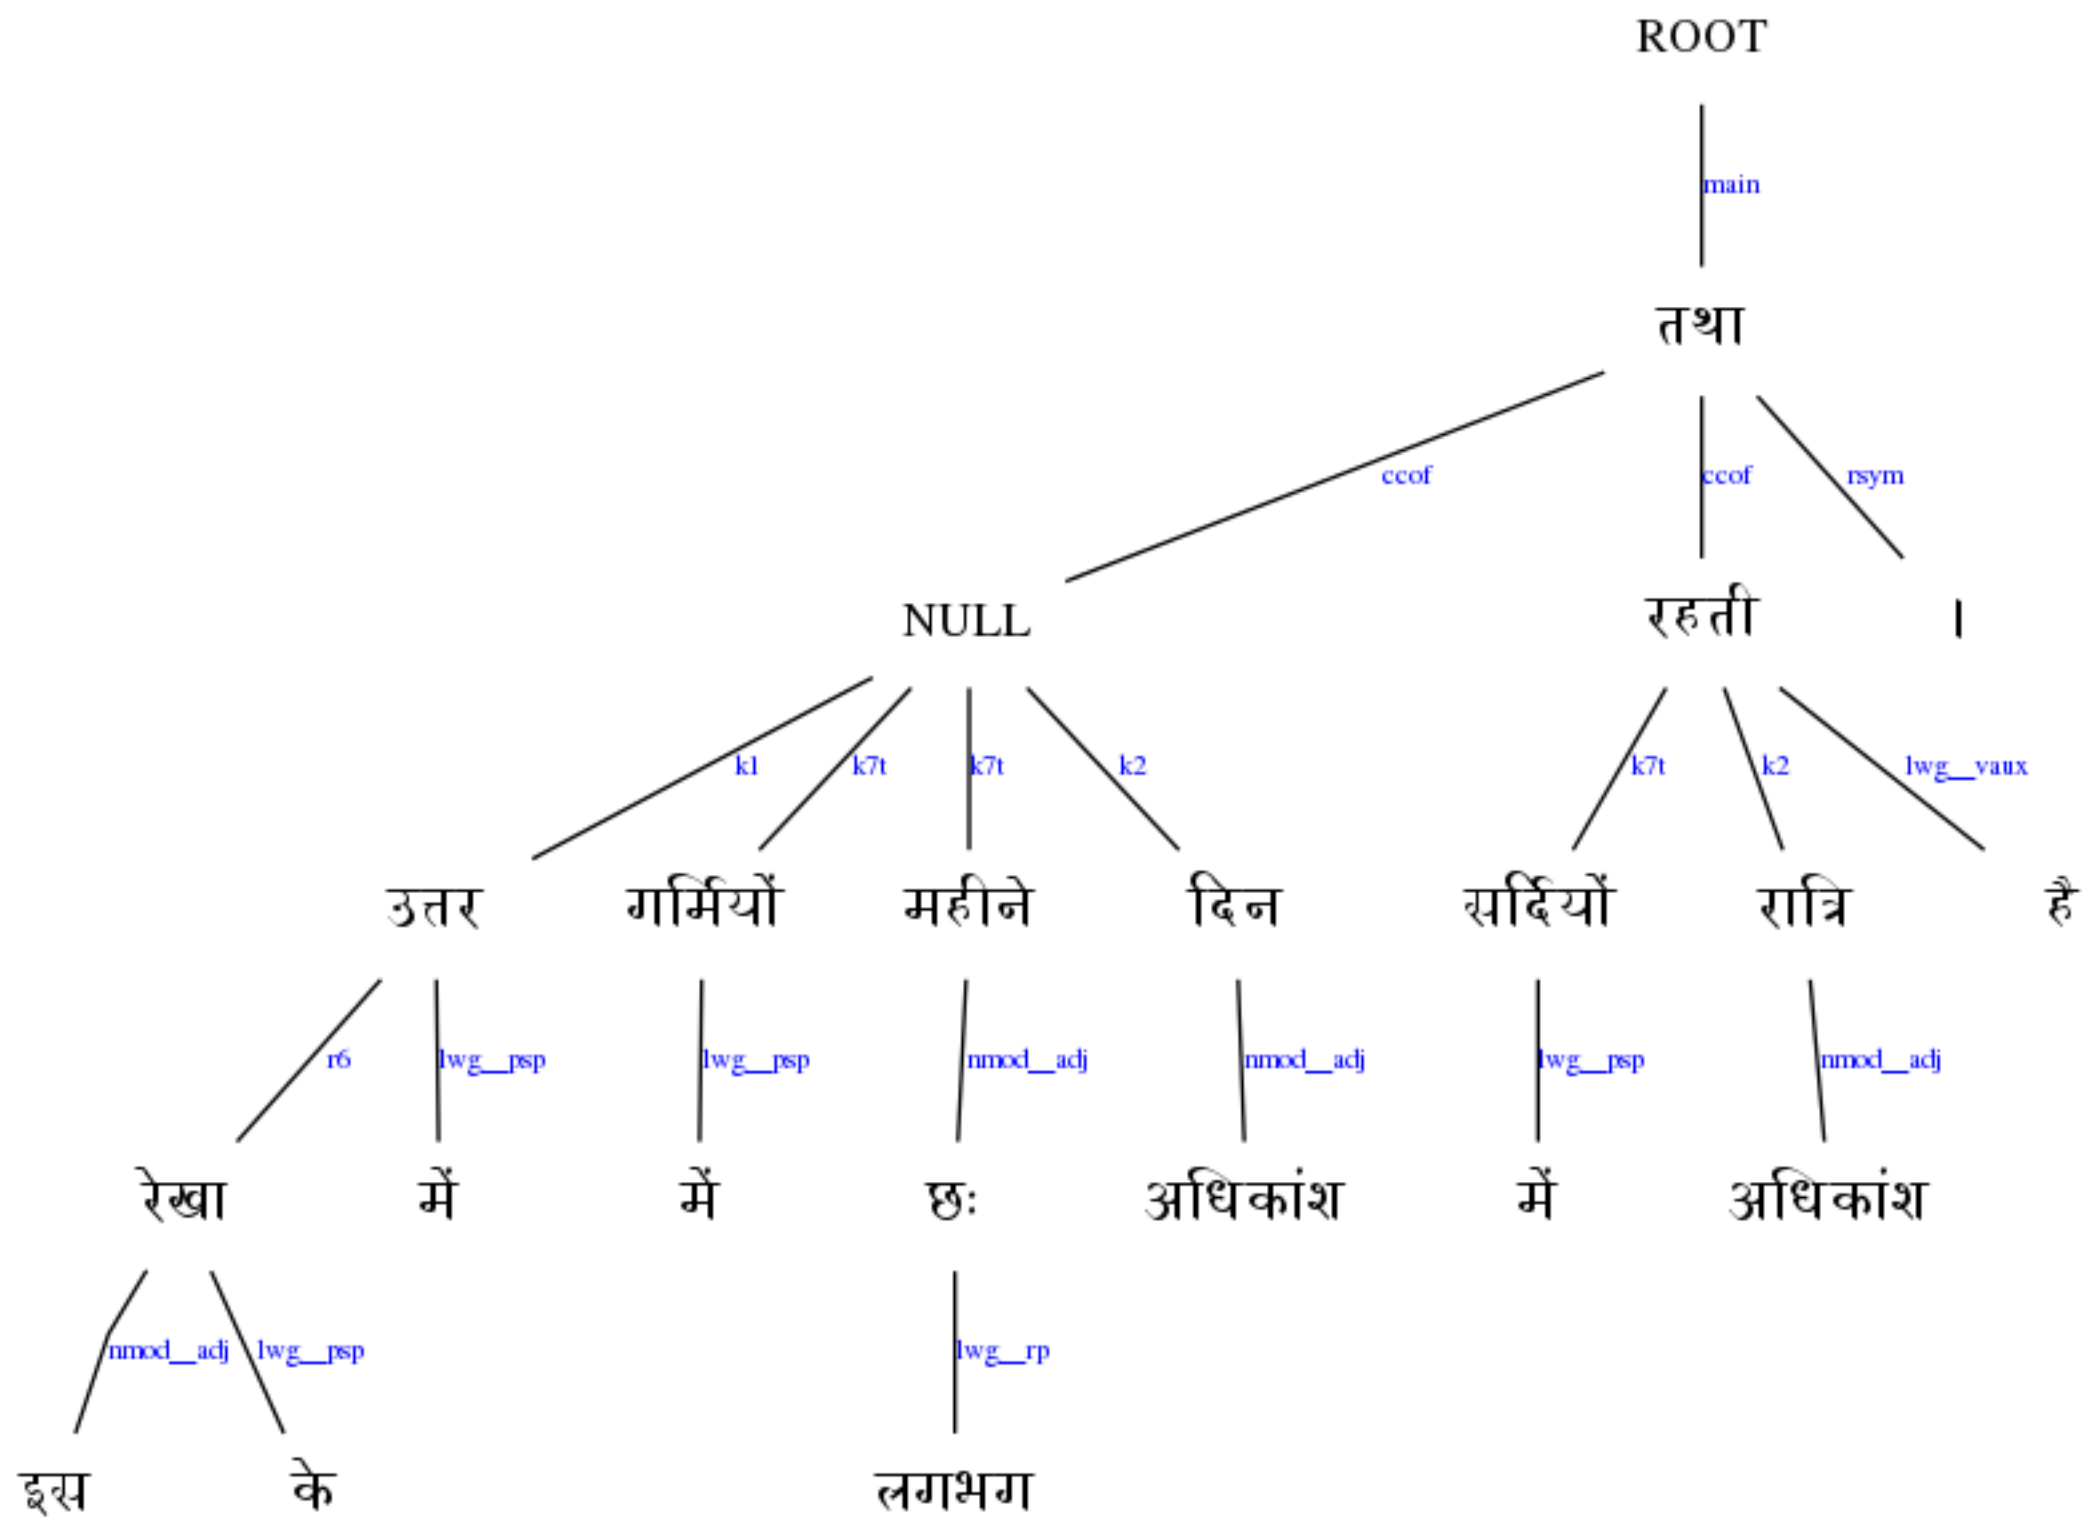 ROOT
main
तथा
ccof ccof rsym
NULL रहती ।
k1 k7t k7t k2 k7t k2 lwg__vaux
उत्तर गर्मियों महीने दिन सर्दियों रात्रि है
r6 lwg__psp lwg__psp nmod__adj nmod__adj lwg__psp nmod__adj
रेखा में में छः अधिकांश में अधिकांश
nmod__adj lwg__psp lwg__rp
इस के लगभग